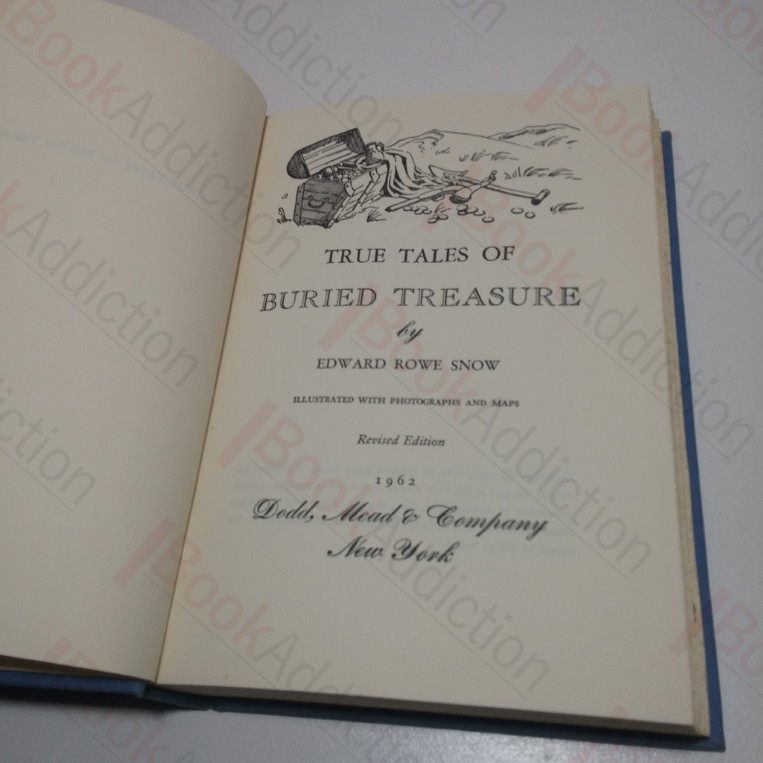 TRUE TALES OF
BURIED TREASURE
by
EDWARD ROWE SNOW
ILLUSTRATED WITH PHOTOGRAPHS AND MAPS
Revised Edition
1962
Dodd, Mead & Company
New York
BookAddiction